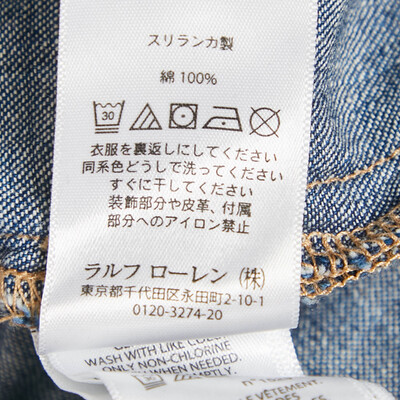 スリランカ製
綿 100%
30
衣服を裏返しにしてください
同系色どうしで洗ってください
すぐに干してください
装飾部分や皮革、付属
部分へのアイロン禁止
ラルフ ローレン (株)
東京都千代田区永田町2-10-1
0120-3274-20
WASH WITH LIKE
ONLY NON-CHLORINE
WHEN NEEDED.
30
VÊTEMENT.